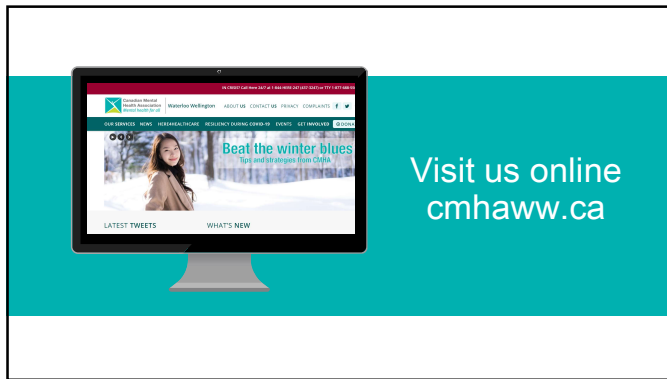 IN CRISIS? Call Here 24/7 at 1-844-HERE-247 (437-3247) or TTY 1-877-688-
Canadian Mental
Health Association
Mental health for all
Waterloo Wellington
ABOUT US CONTACT US PRIVACY COMPLAINTS
OUR SERVICES NEWS HERE4HEALTHCARE RESILIENCY DURING COVID-19 EVENTS GET INVOLVED DONA
Beat the winter blues
Tips and strategies from CMHA
LATEST TWEETS WHAT'S NEW
Visit us online
cmhaww.ca